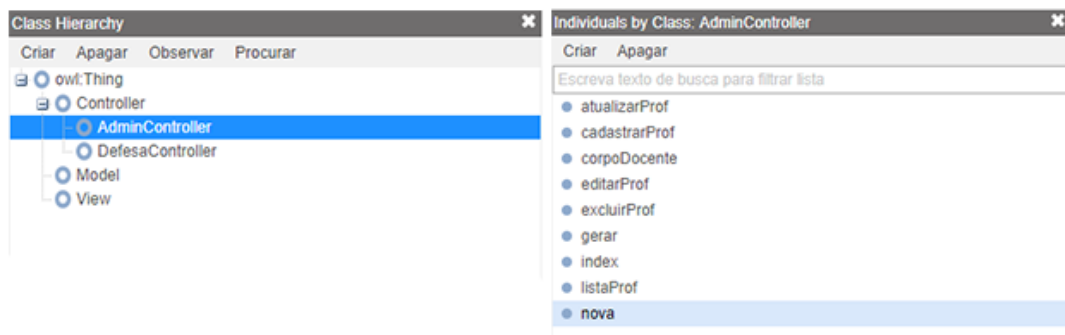 Class Hierarchy
Criar Apagar Observar Procurar
owl:Thing
Controller
AdminController
DefesaController
Model
View
Individuals by Class: AdminController
Criar Apagar
Escreva texto de busca para filtrar lista
atualizarProf
cadastrarProf
corpoDocente
editarProf
excluirProf
gerar
index
listaProf
nova